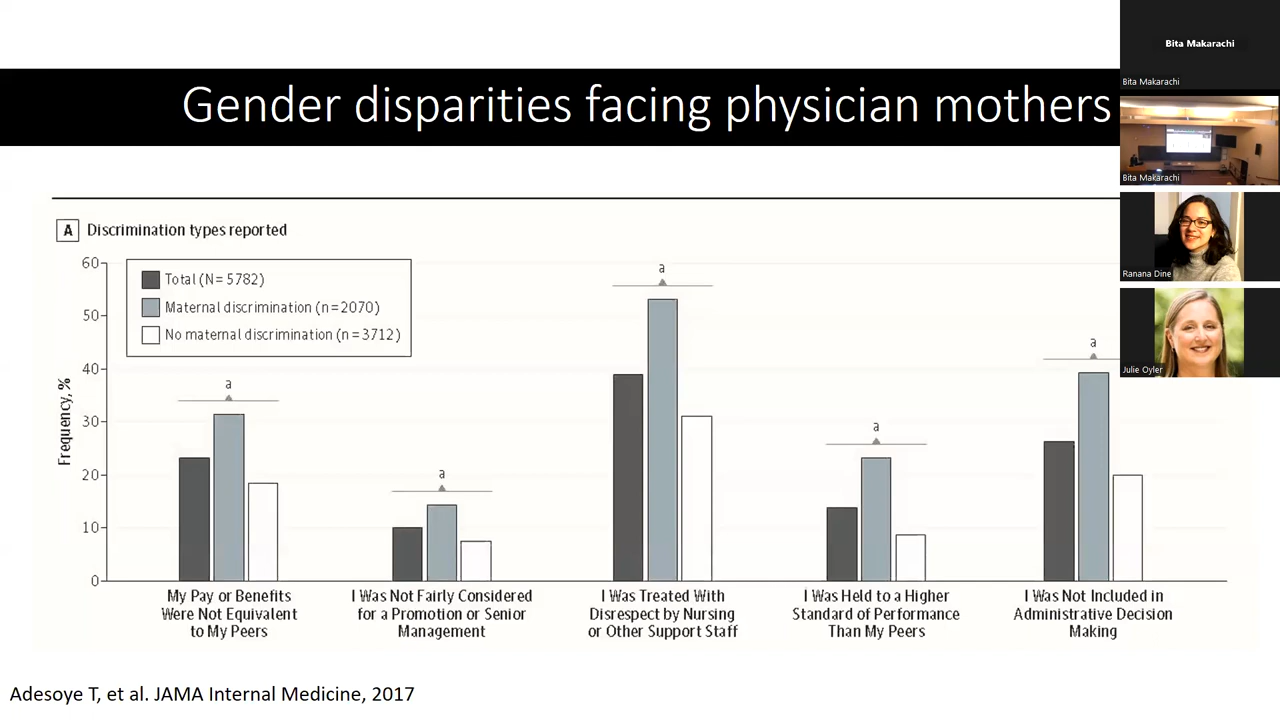 Gender disparities facing physician mothers
A Discrimination types reported
Total (N=5782)
Maternal discrimination (n=2070)
No maternal discrimination (n=3712)
Frequency, %
60
50
40
30
20
10
0
a
a
a
a
a
My Pay or Benefits
Were Not Equivalent
to My Peers
I Was Not Fairly Considered
for a Promotion or Senior
Management
I Was Treated With
Disrespect by Nursing
or Other Support Staff
I Was Held to a Higher
Standard of Performance
Than My Peers
I Was Not Included in
Administrative Decision
Making
Adesoye T, et al. JAMA Internal Medicine, 2017
Bita Makarachi
Bita Makarachi
Bita Makarachi
Ranana Dine
Julie Oyler